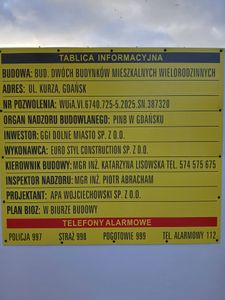 TABLICA INFORMACYJNA
BUDOWA: BUD. DWÓCH BUDYNKÓW MIESZKALNYCH WIELORODZINNYCH
ADRES: UL. KURZA, GDAŃSK
NR POZWOLENIA: WUiA.VI.6740.725-5.2025.SN.387320
ORGAN NADZORU BUDOWLANEGO: PINB W GDAŃSKU
INWESTOR: GGI DOLNE MIASTO SP. Z O.O.
WYKONAWCA: EURO STYL CONSTRUCTION SP. Z O.O.
KIEROWNIK BUDOWY: MGR INŻ. KATARZYNA LISOWSKA TEL. 574 575 675
INSPEKTOR NADZORU: MGR INŻ. PIOTR ABRACHAM
PROJEKTANT: APA WOJCIECHOWSKI SP. Z O.O.
PLAN BIOZ: W BIURZE BUDOWY
TELEFONY ALARMOWE
POLICJA 997 STRAŻ 998 POGOTOWIE 999 TEL. ALARMOWY 112